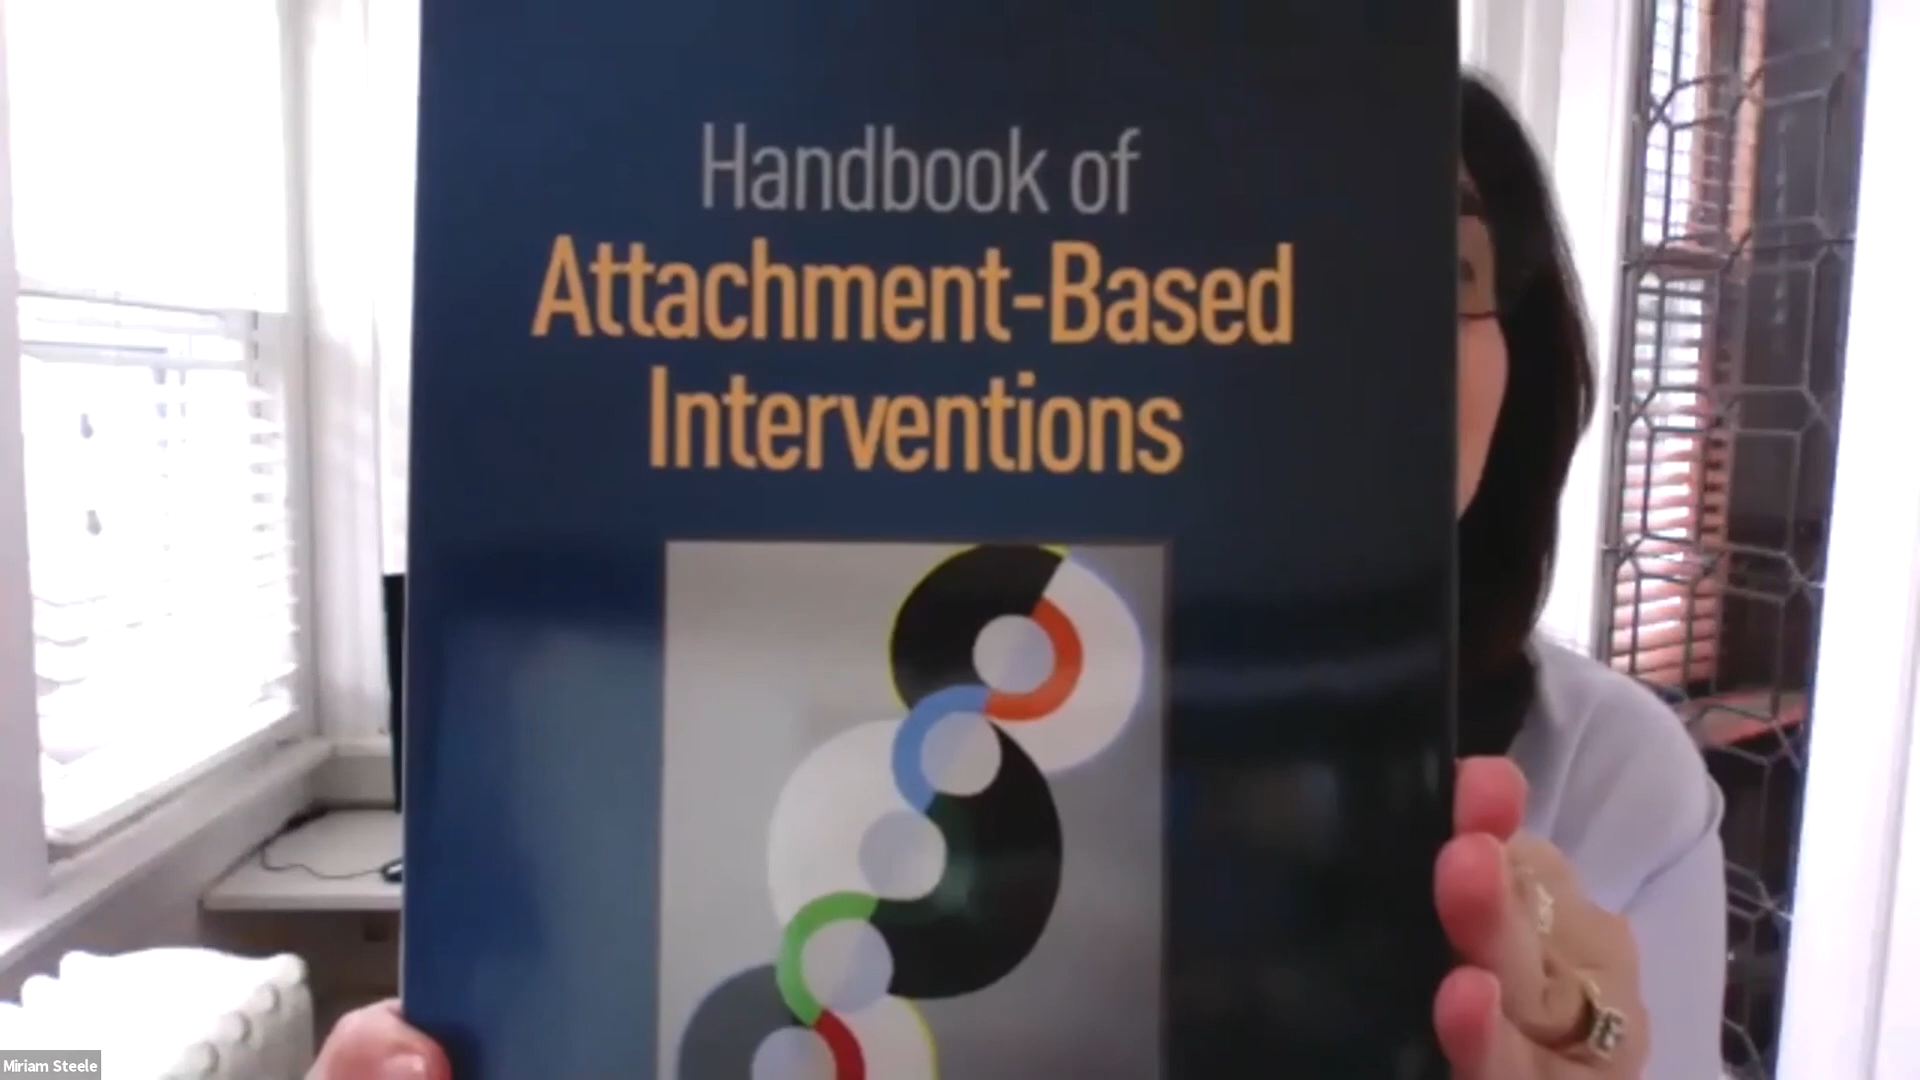 Handbook of
Attachment-Based
Interventions
Miriam Steele